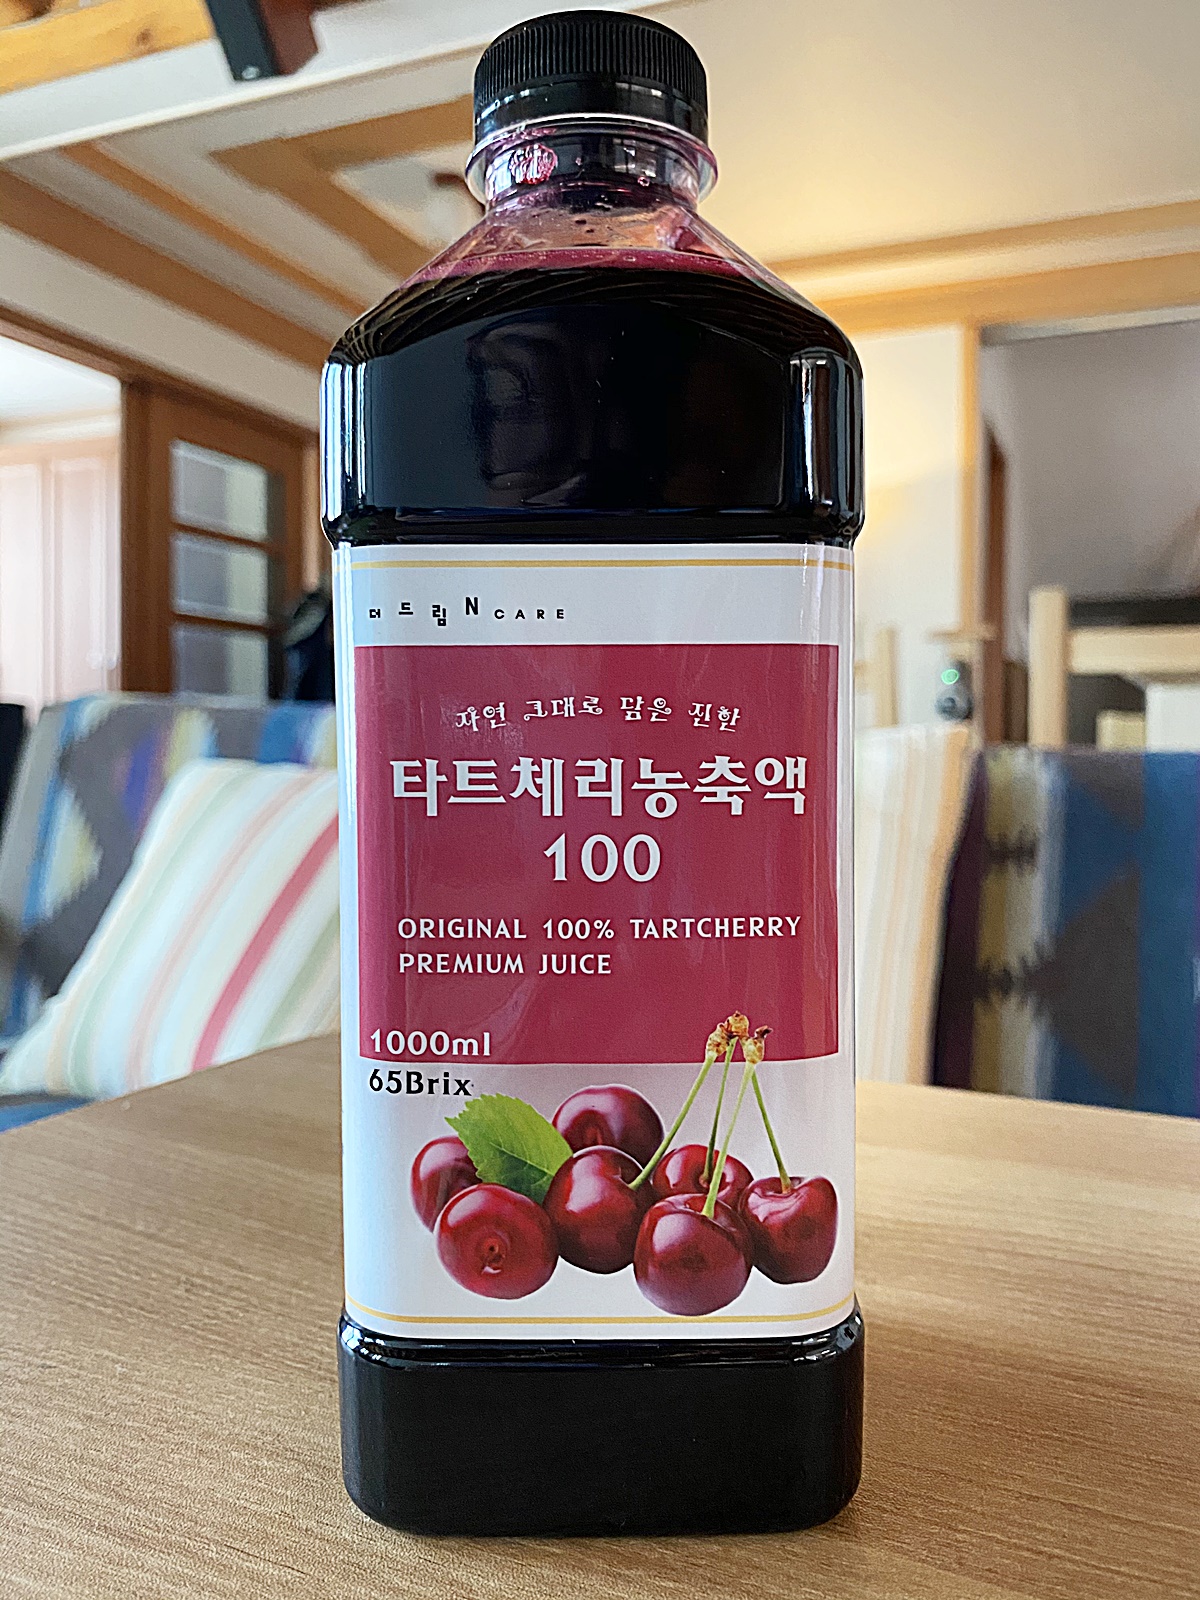 더드림 N CARE
자연 그대로 담은 진한
타트체리농축액
100
ORIGINAL 100% TARTCHERRY
PREMIUM JUICE
1000ml
65Brix